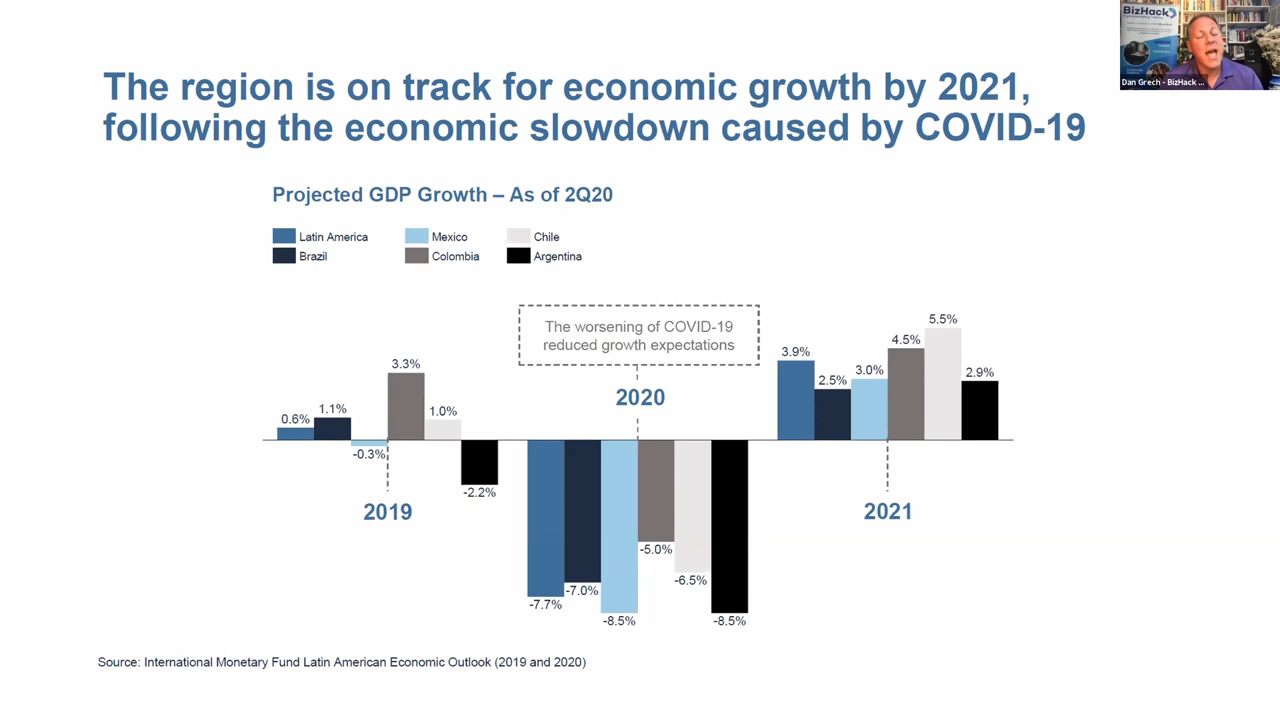 BizHack
Dan Grech - BizHack ...
The region is on track for economic growth by 2021,
following the economic slowdown caused by COVID-19
Projected GDP Growth – As of 2Q20
Latin America
Mexico
Chile
Brazil
Colombia
Argentina
The worsening of COVID-19
reduced growth expectations
0.6%
1.1%
-0.3%
3.3%
1.0%
-2.2%
2019
2020
-7.7%
-7.0%
-8.5%
-5.0%
-6.5%
-8.5%
3.9%
2.5%
3.0%
4.5%
5.5%
2.9%
2021
Source: International Monetary Fund Latin American Economic Outlook (2019 and 2020)